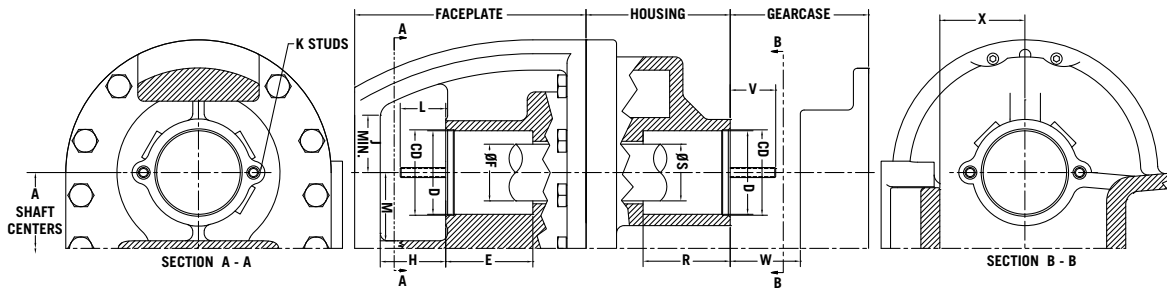 FACEPLATE HOUSING GEARCASE
A A
B B
K STUDS
X
L
V
J
MIN.
CD
D
ØF
ØS
CD
D
M
A
SHAFT
CENTERS
H E R W
SECTION A - A
SECTION B - B